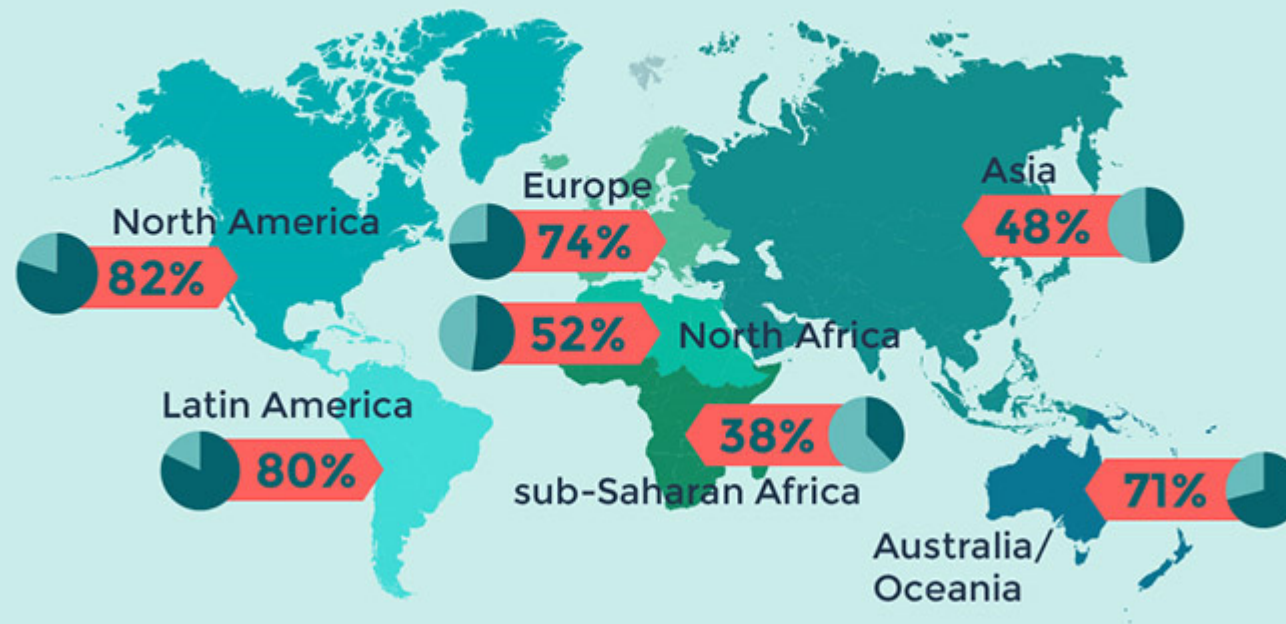 North America
82%
Europe
74%
Asia
48%
52%
North Africa
Latin America
80%
38%
sub-Saharan Africa
71%
Australia/
Oceania